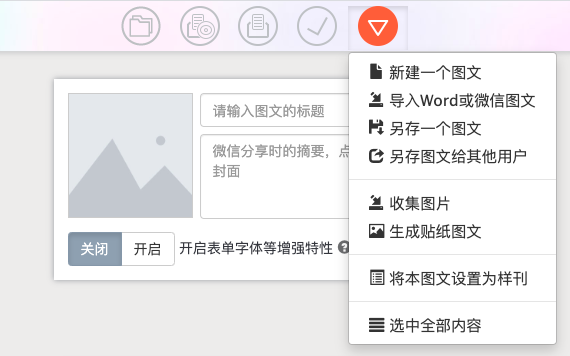 请输入图文的标题
微信分享时的摘要，点
封面
关闭
开启
开启表单字体等增强特性
新建一个图文
导入Word或微信图文
另存一个图文
另存图文给其他用户
收集图片
生成贴纸图文
将本图文设置为样刊
选中全部内容